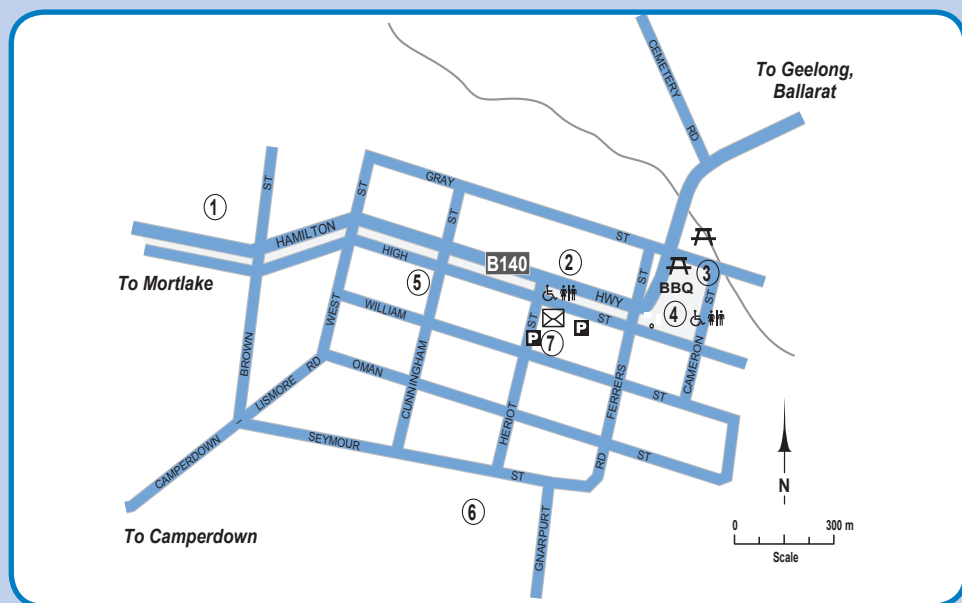 CEMETERY
RD
To Geelong,
Ballarat
ST
ST
GRAY
ST
ST
1
HAMILTON
HIGH
B140
2
HWY
ST
3
BBQ
ST
To Mortlake
5
WEST
WILLIAM
ST
7
P
P
ST
4
CAMERON
BROWN
LISMORE
RD
OMAN
CUNNINGHAM
HERIOT
FERRERS
ST
CAMPERDOWN
SEYMOUR
ST
RD
ST
6
GNARPURT
To Camperdown
N
0
300 m
Scale